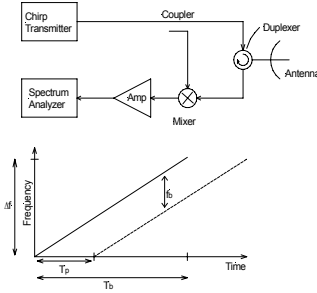 Chirp
Transmitter
Coupler
Duplexer
Antenna
Spectrum
Analyzer
Amp
Mixer
Δf
Frequency
fb
Time
Tp
Tb